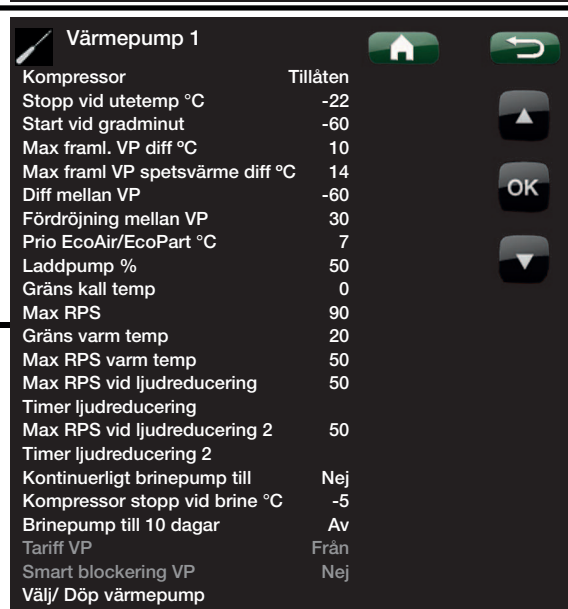 Värmepump 1
Kompressor Tillåten
Stopp vid utetemp °C -22
Start vid gradminut -60
Max framl. VP diff ºC 10
Max framl VP spetsvärme diff ºC 14
Diff mellan VP -60
Fördröjning mellan VP 30
Prio EcoAir/EcoPart °C 7
Laddpump % 50
Gräns kall temp 0
Max RPS 90
Gräns varm temp 20
Max RPS varm temp 50
Max RPS vid ljudreducering 50
Timer ljudreducering
Max RPS vid ljudreducering 2 50
Timer ljudreducering 2
Kontinuerligt brinepump till Nej
Kompressor stopp vid brine °C -5
Brinepump till 10 dagar Av
Tariff VP Från
Smart blockering VP Nej
Välj/ Döp värmepump
OK